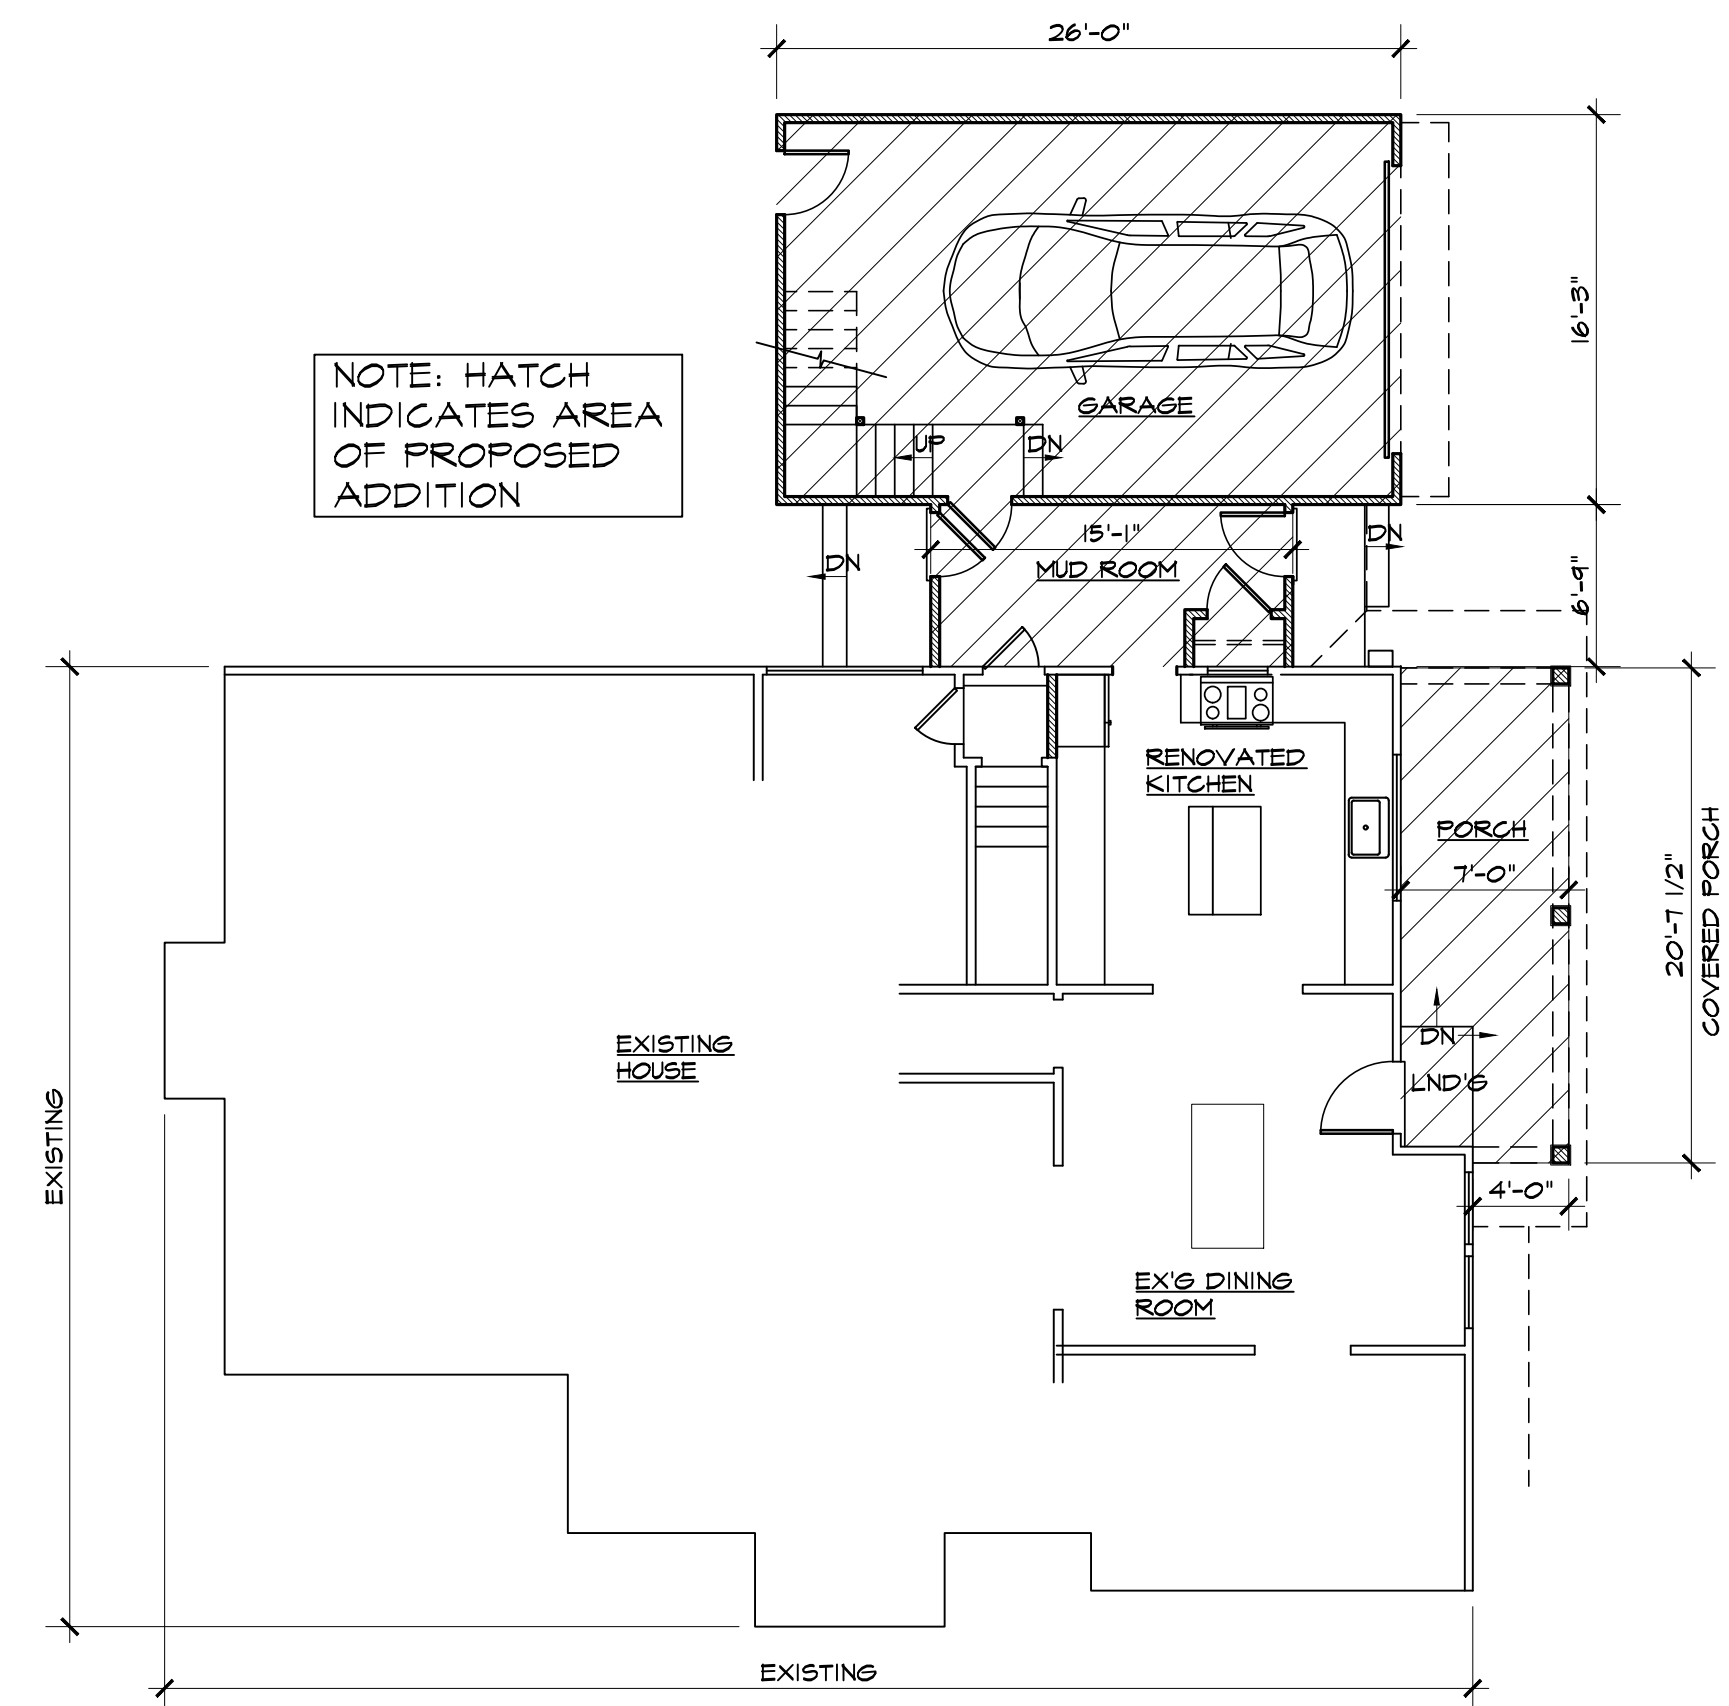 26'-0"
16'-3"
NOTE: HATCH
INDICATES AREA
OF PROPOSED
ADDITION
GARAGE
UP
DN
15'-1"
DN
DN
MUD ROOM
6'-9"
RENOVATED
KITCHEN
PORCH
7'-0"
20'-7 1/2"
COVERED PORCH
DN
EXISTING
HOUSE
LND'G
EXISTING
4'-0"
EX'G DINING
ROOM
EXISTING